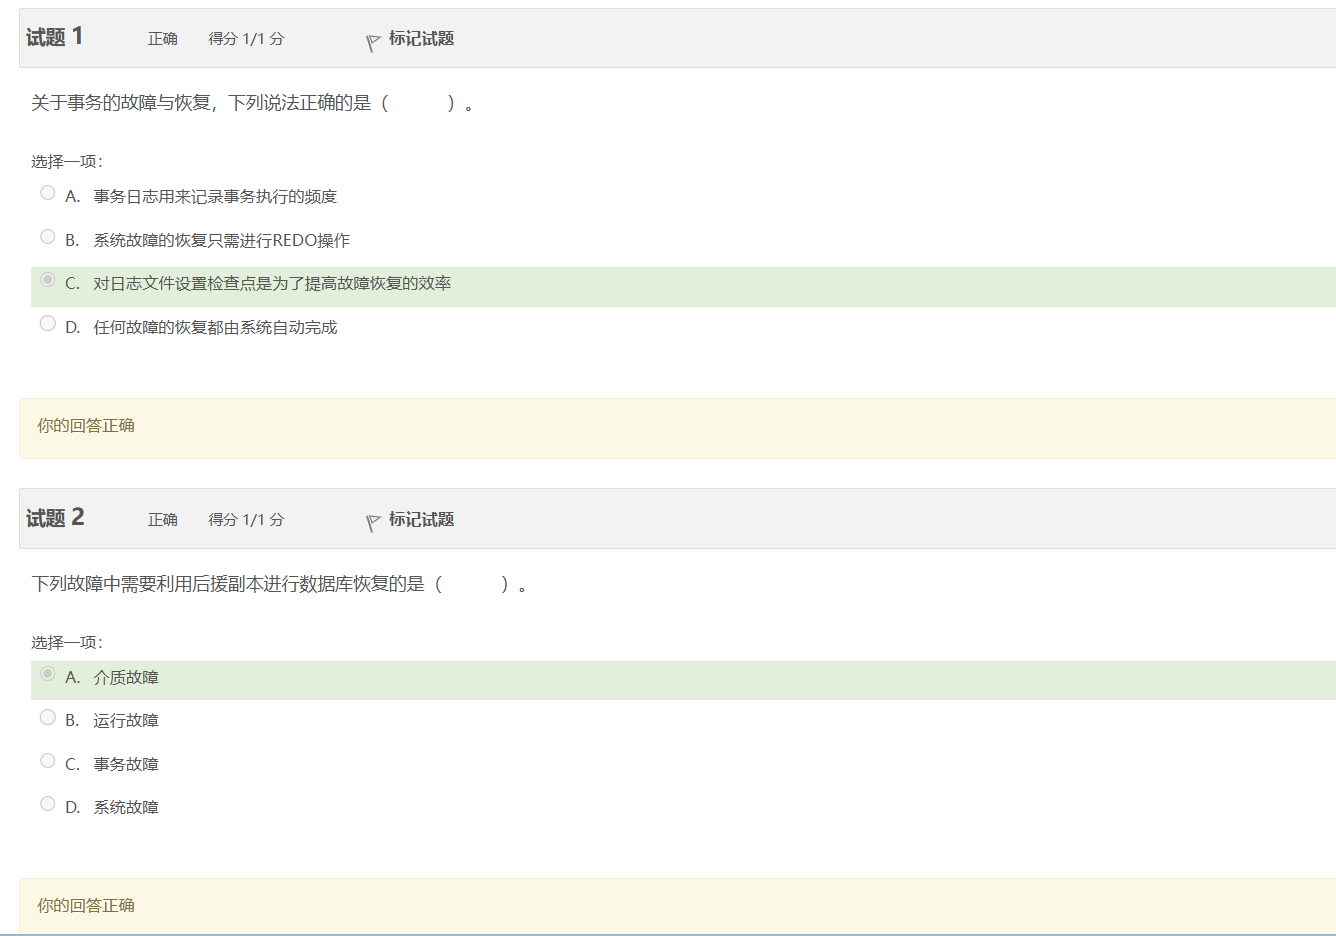 试题 1 正确 得分 1/1 分 标记试题
关于事务的故障与恢复，下列说法正确的是（ ）。
选择一项：
A. 事务日志用来记录事务执行的频度
B. 系统故障的恢复只需进行REDO操作
C. 对日志文件设置检查点是为了提高故障恢复的效率
D. 任何故障的恢复都由系统自动完成
你的回答正确
试题 2 正确 得分 1/1 分 标记试题
下列故障中需要利用后援副本进行数据库恢复的是（ ）。
选择一项：
A. 介质故障
B. 运行故障
C. 事务故障
D. 系统故障
你的回答正确